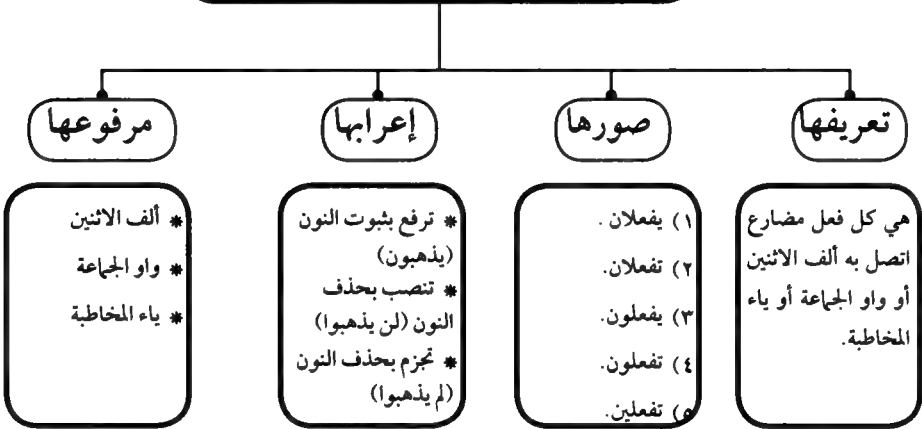 تعريفها
هي كل فعل مضارع
اتصل به ألف الاثنين
أو واو الجماعة أو ياء
المخاطبة.
صورها
١) يفعلان .
٢) تفعلان.
٣) يفعلون.
٤) تفعلون.
٥) تفعلين.
إعرابها
* ترفع بثبوت النون
(يذهبون)
* تنصب بحذف
النون (لن يذهبوا)
* تجزم بحذف النون
(لم يذهبوا)
مرفوعها
* ألف الاثنين
* واو الجماعة
* ياء المخاطبة